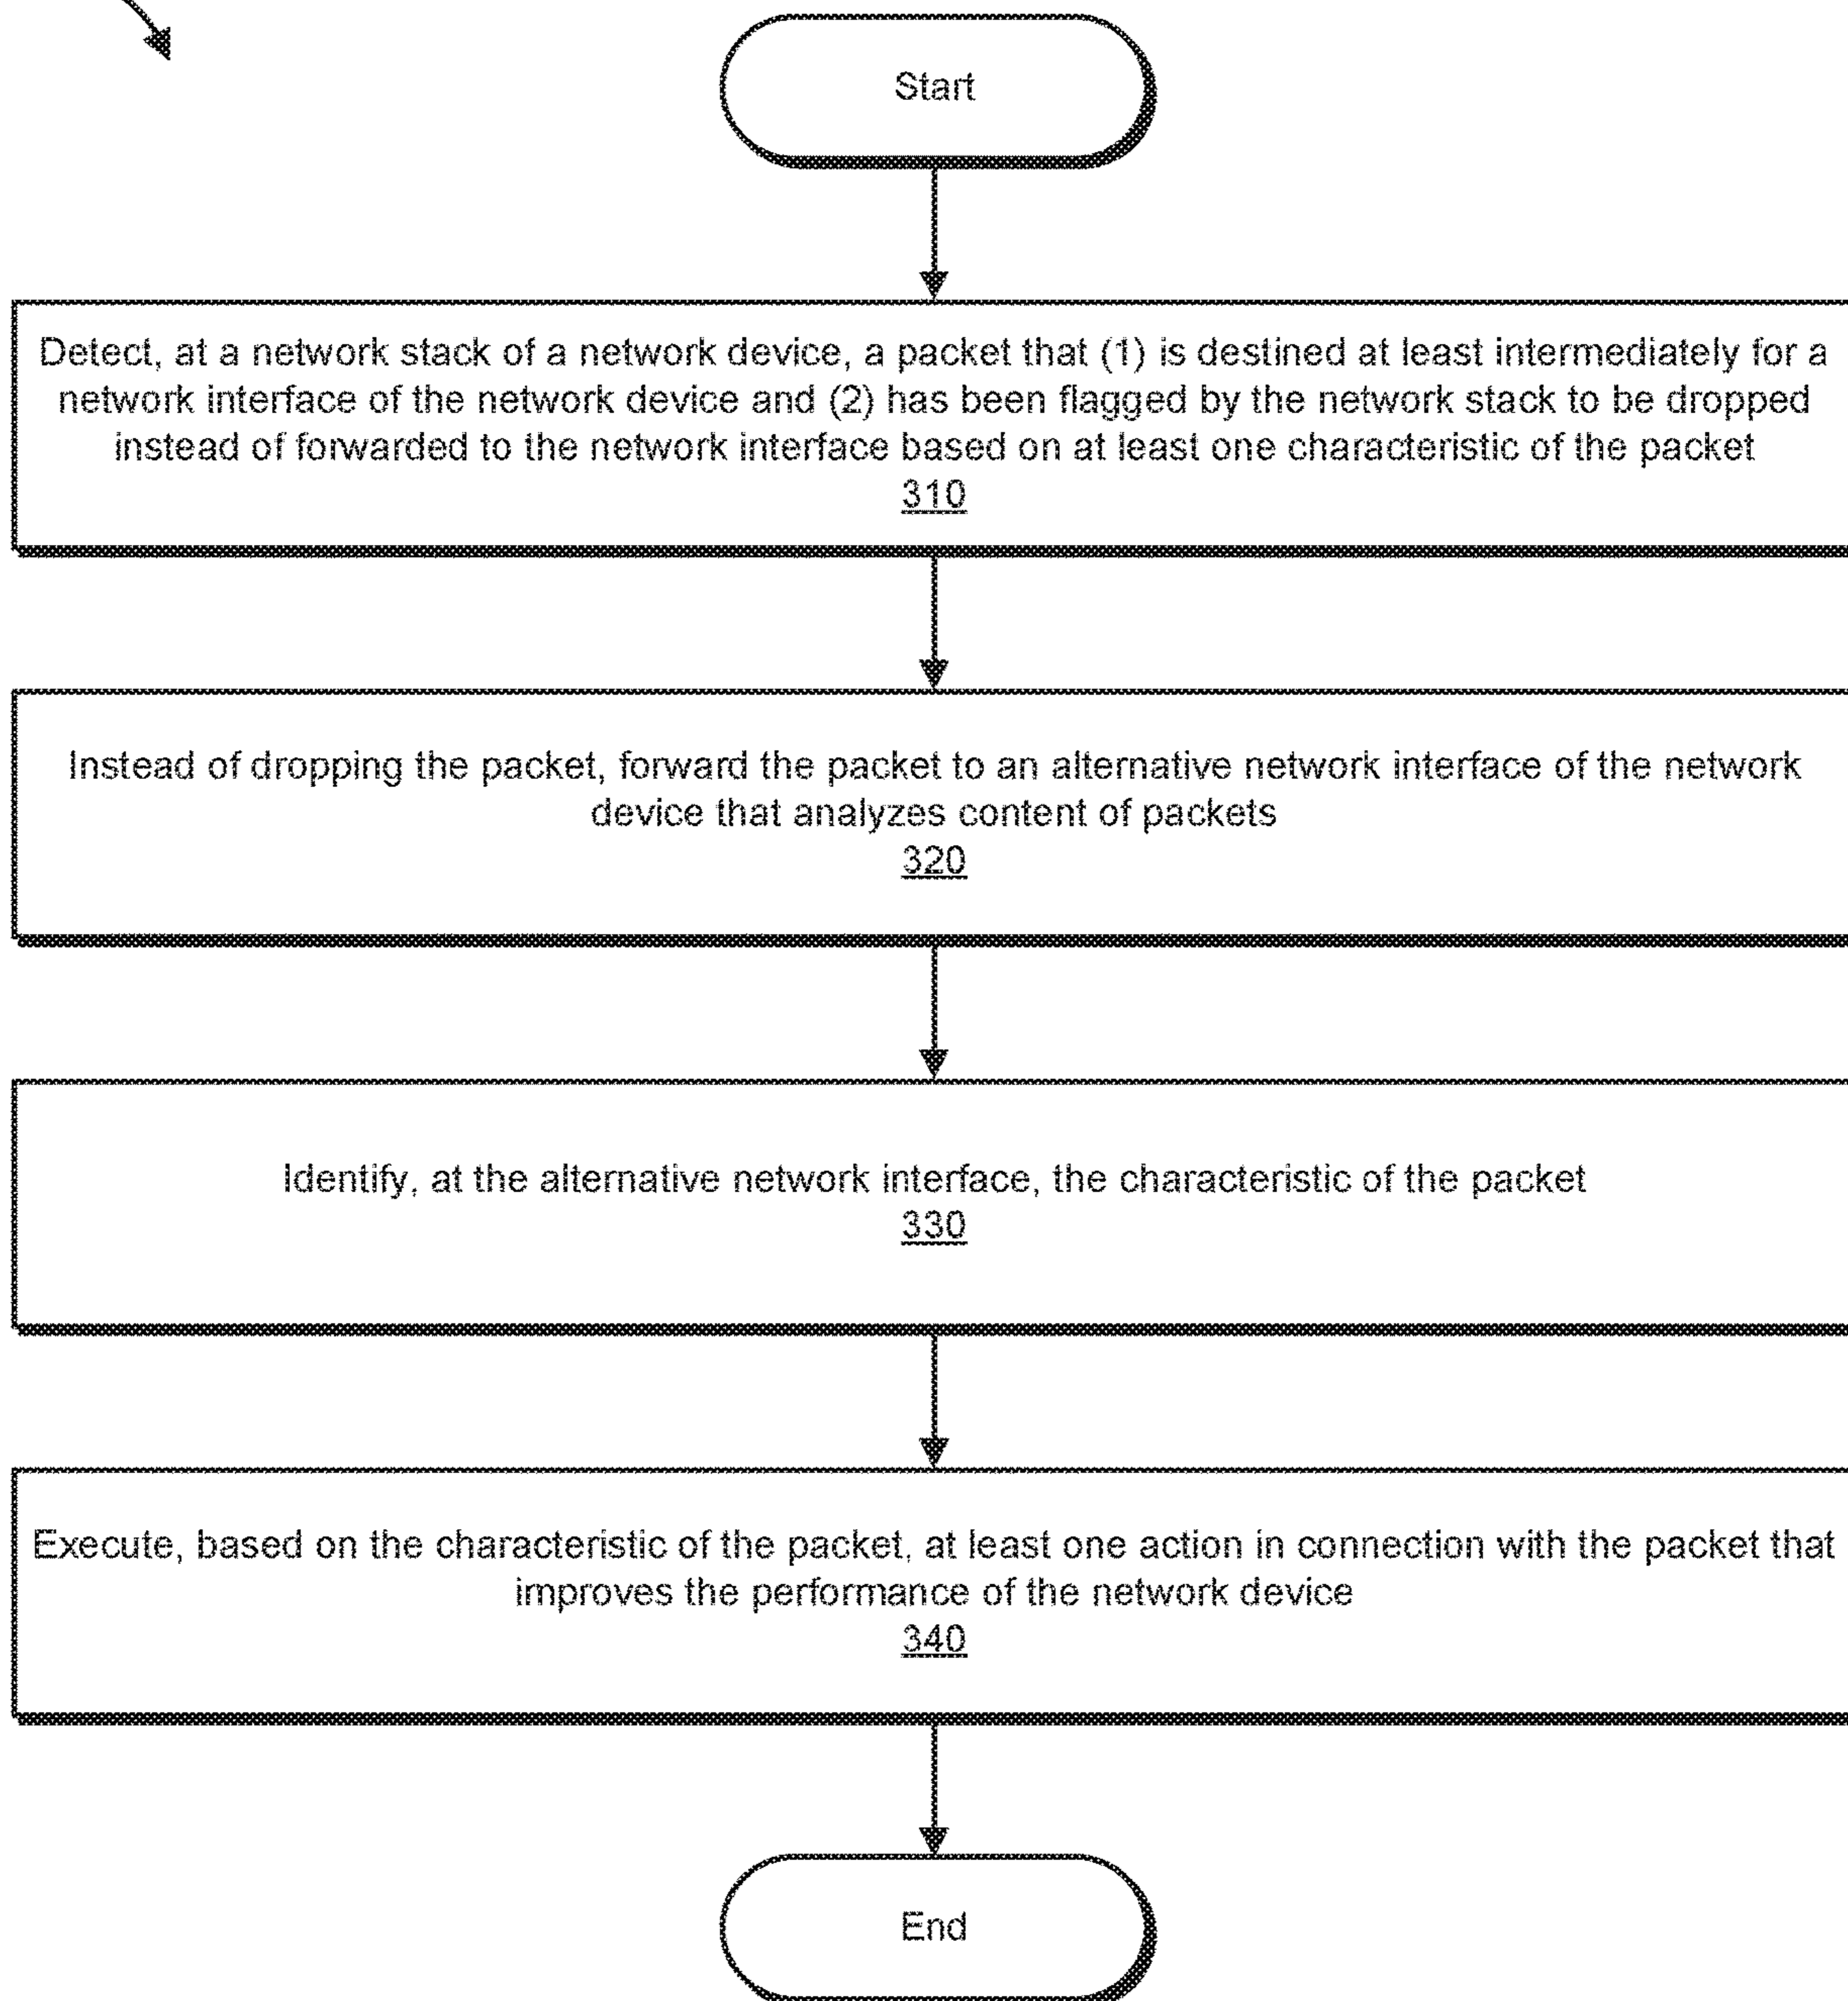 Start
Detect, at a network stack of a network device, a packet that (1) is destined at least intermediately for a
network interface of the network device and (2) has been flagged by the network stack to be dropped
instead of forwarded to the network interface based on at least one characteristic of the packet
310
Instead of dropping the packet, forward the packet to an alternative network interface of the network
device that analyzes content of packets
320
Identify, at the alternative network interface, the characteristic of the packet
330
Execute, based on the characteristic of the packet, at least one action in connection with the packet that
improves the performance of the network device
340
End